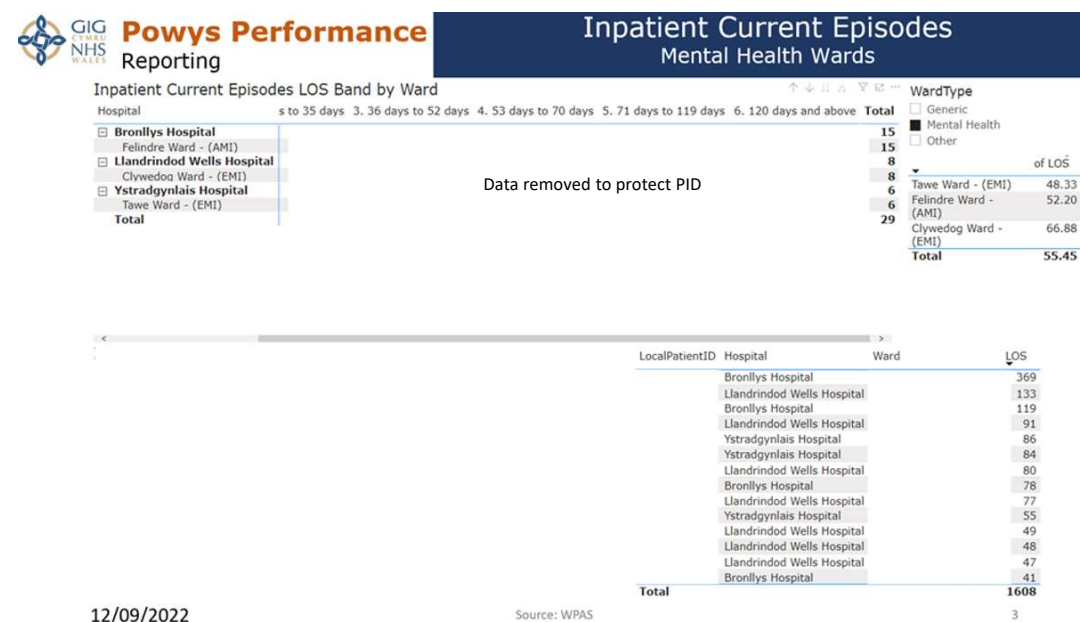 GIG
CYMRU
NHS
WALES
Powys Performance
Reporting
Inpatient Current Episodes
Mental Health Wards
Inpatient Current Episodes LOS Band by Ward
Hospital s to 35 days 3. 36 days to 52 days 4. 53 days to 70 days 5. 71 days to 119 days 6. 120 days and above Total
Bronllys Hospital 15
Felindre Ward - (AMI) 15
Llandrindod Wells Hospital 8
Clywedog Ward - (EMI) 8
Ystradgynlais Hospital 6
Tawe Ward - (EMI) 6
Total 29
Data removed to protect PID
WardType
Generic
Mental Health
Other
of LOS
Tawe Ward - (EMI) 48.33
Felindre Ward - 52.20
(AMI)
Clywedog Ward - 66.88
(EMI)
Total 55.45
LocalPatientID Hospital Ward LOS
Bronllys Hospital 369
Llandrindod Wells Hospital 133
Bronllys Hospital 119
Llandrindod Wells Hospital 91
Ystradgynlais Hospital 86
Ystradgynlais Hospital 84
Llandrindod Wells Hospital 80
Bronllys Hospital 78
Llandrindod Wells Hospital 77
Ystradgynlais Hospital 55
Llandrindod Wells Hospital 49
Llandrindod Wells Hospital 48
Llandrindod Wells Hospital 47
Bronllys Hospital 41
Total 1608
12/09/2022
Source: WPAS
3